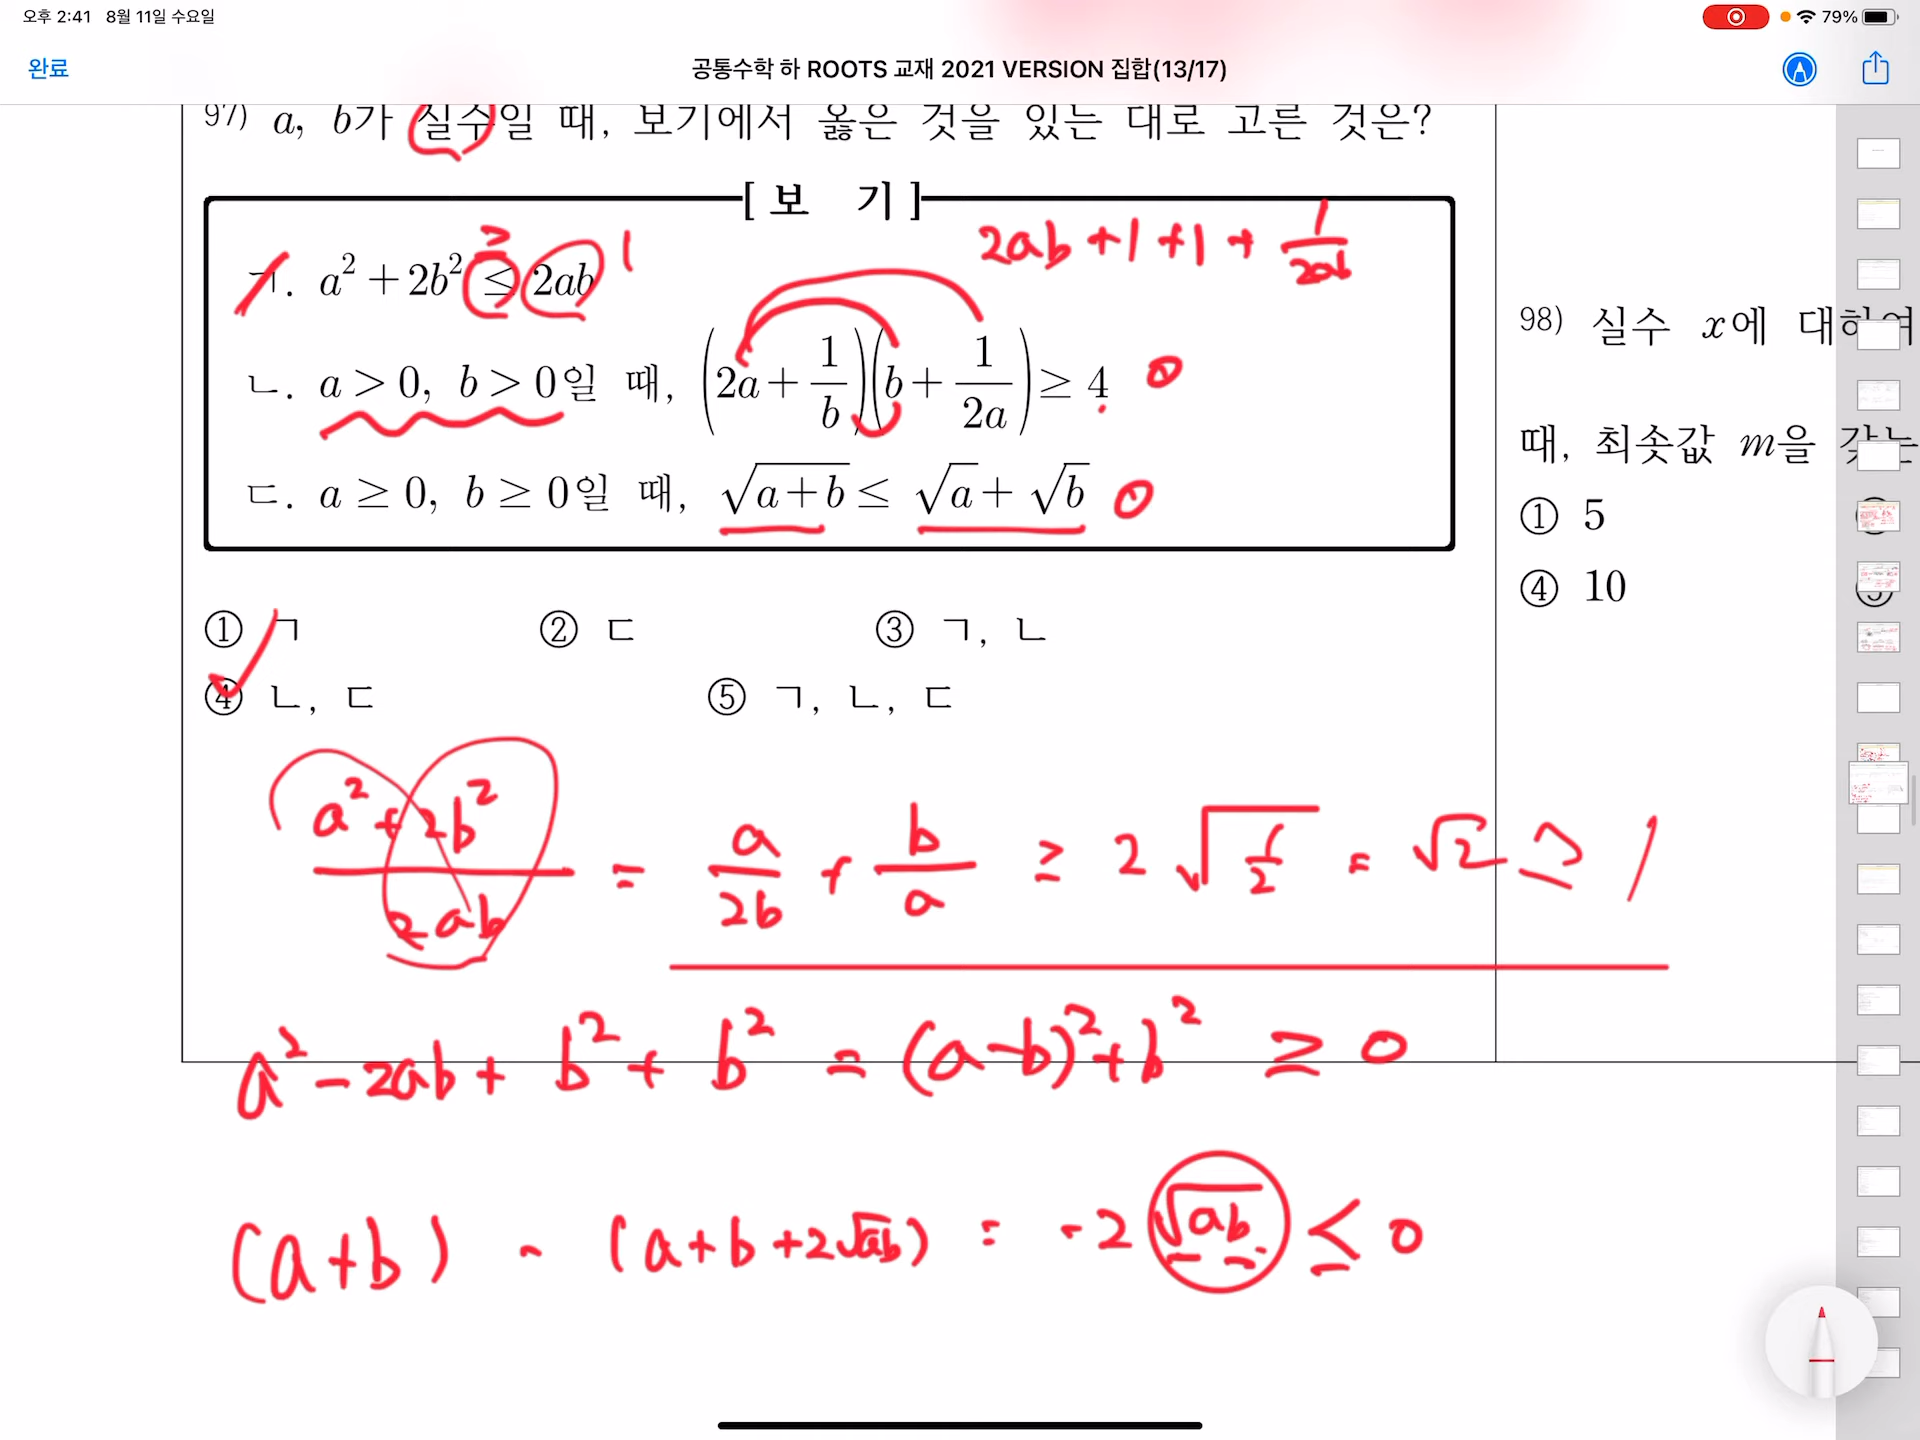 오후 2:41 8월 11일 수요일
79%
완료
공통수학 하 ROOTS 교재 2021 VERSION 집합(13/17)
97) a, b가 실수일 때, 보기에서 옳은 것을 있는 대로 고른 것은?
[ 보 기 ]
2ab + 1 + 1 + 1/2ab
ㄱ. a² + 2b² ≤ 2ab
≥ 1
ㄴ. a > 0, b > 0일 때, (2a + 1/b)(b + 1/2a) ≥ 4 O
ㄷ. a ≥ 0, b ≥ 0일 때, √(a+b) ≤ √a + √b O
① ㄱ ② ㄷ ③ ㄱ, ㄴ
④ ㄴ, ㄷ ⑤ ㄱ, ㄴ, ㄷ
(a² + 2b²)/2ab = a/2b + b/a ≥ 2√(1/2) = √2 ≥ 1
a² - 2ab + b² + b² = (a-b)² + b² ≥ 0
(a+b) - (a+b+2√ab) = -2√ab ≤ 0
98) 실수 x에 대하여
때, 최솟값 m을 갖는
① 5
④ 10